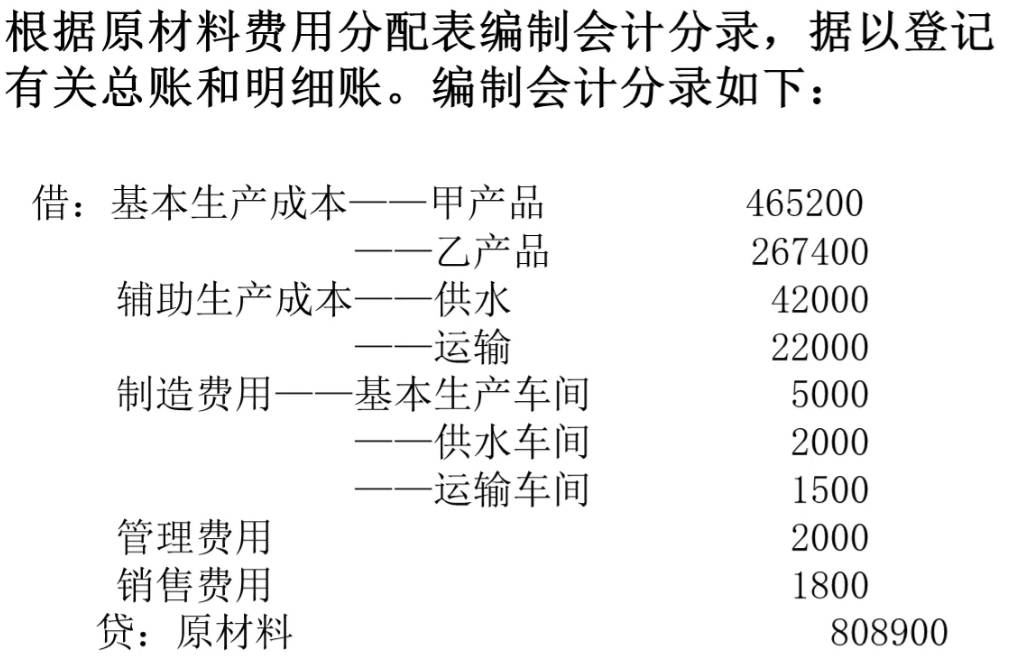 根据原材料费用分配表编制会计分录，据以登记
有关总账和明细账。编制会计分录如下：
借：基本生产成本——甲产品 465200
——乙产品 267400
辅助生产成本——供水 42000
——运输 22000
制造费用——基本生产车间 5000
——供水车间 2000
——运输车间 1500
管理费用 2000
销售费用 1800
贷：原材料 808900